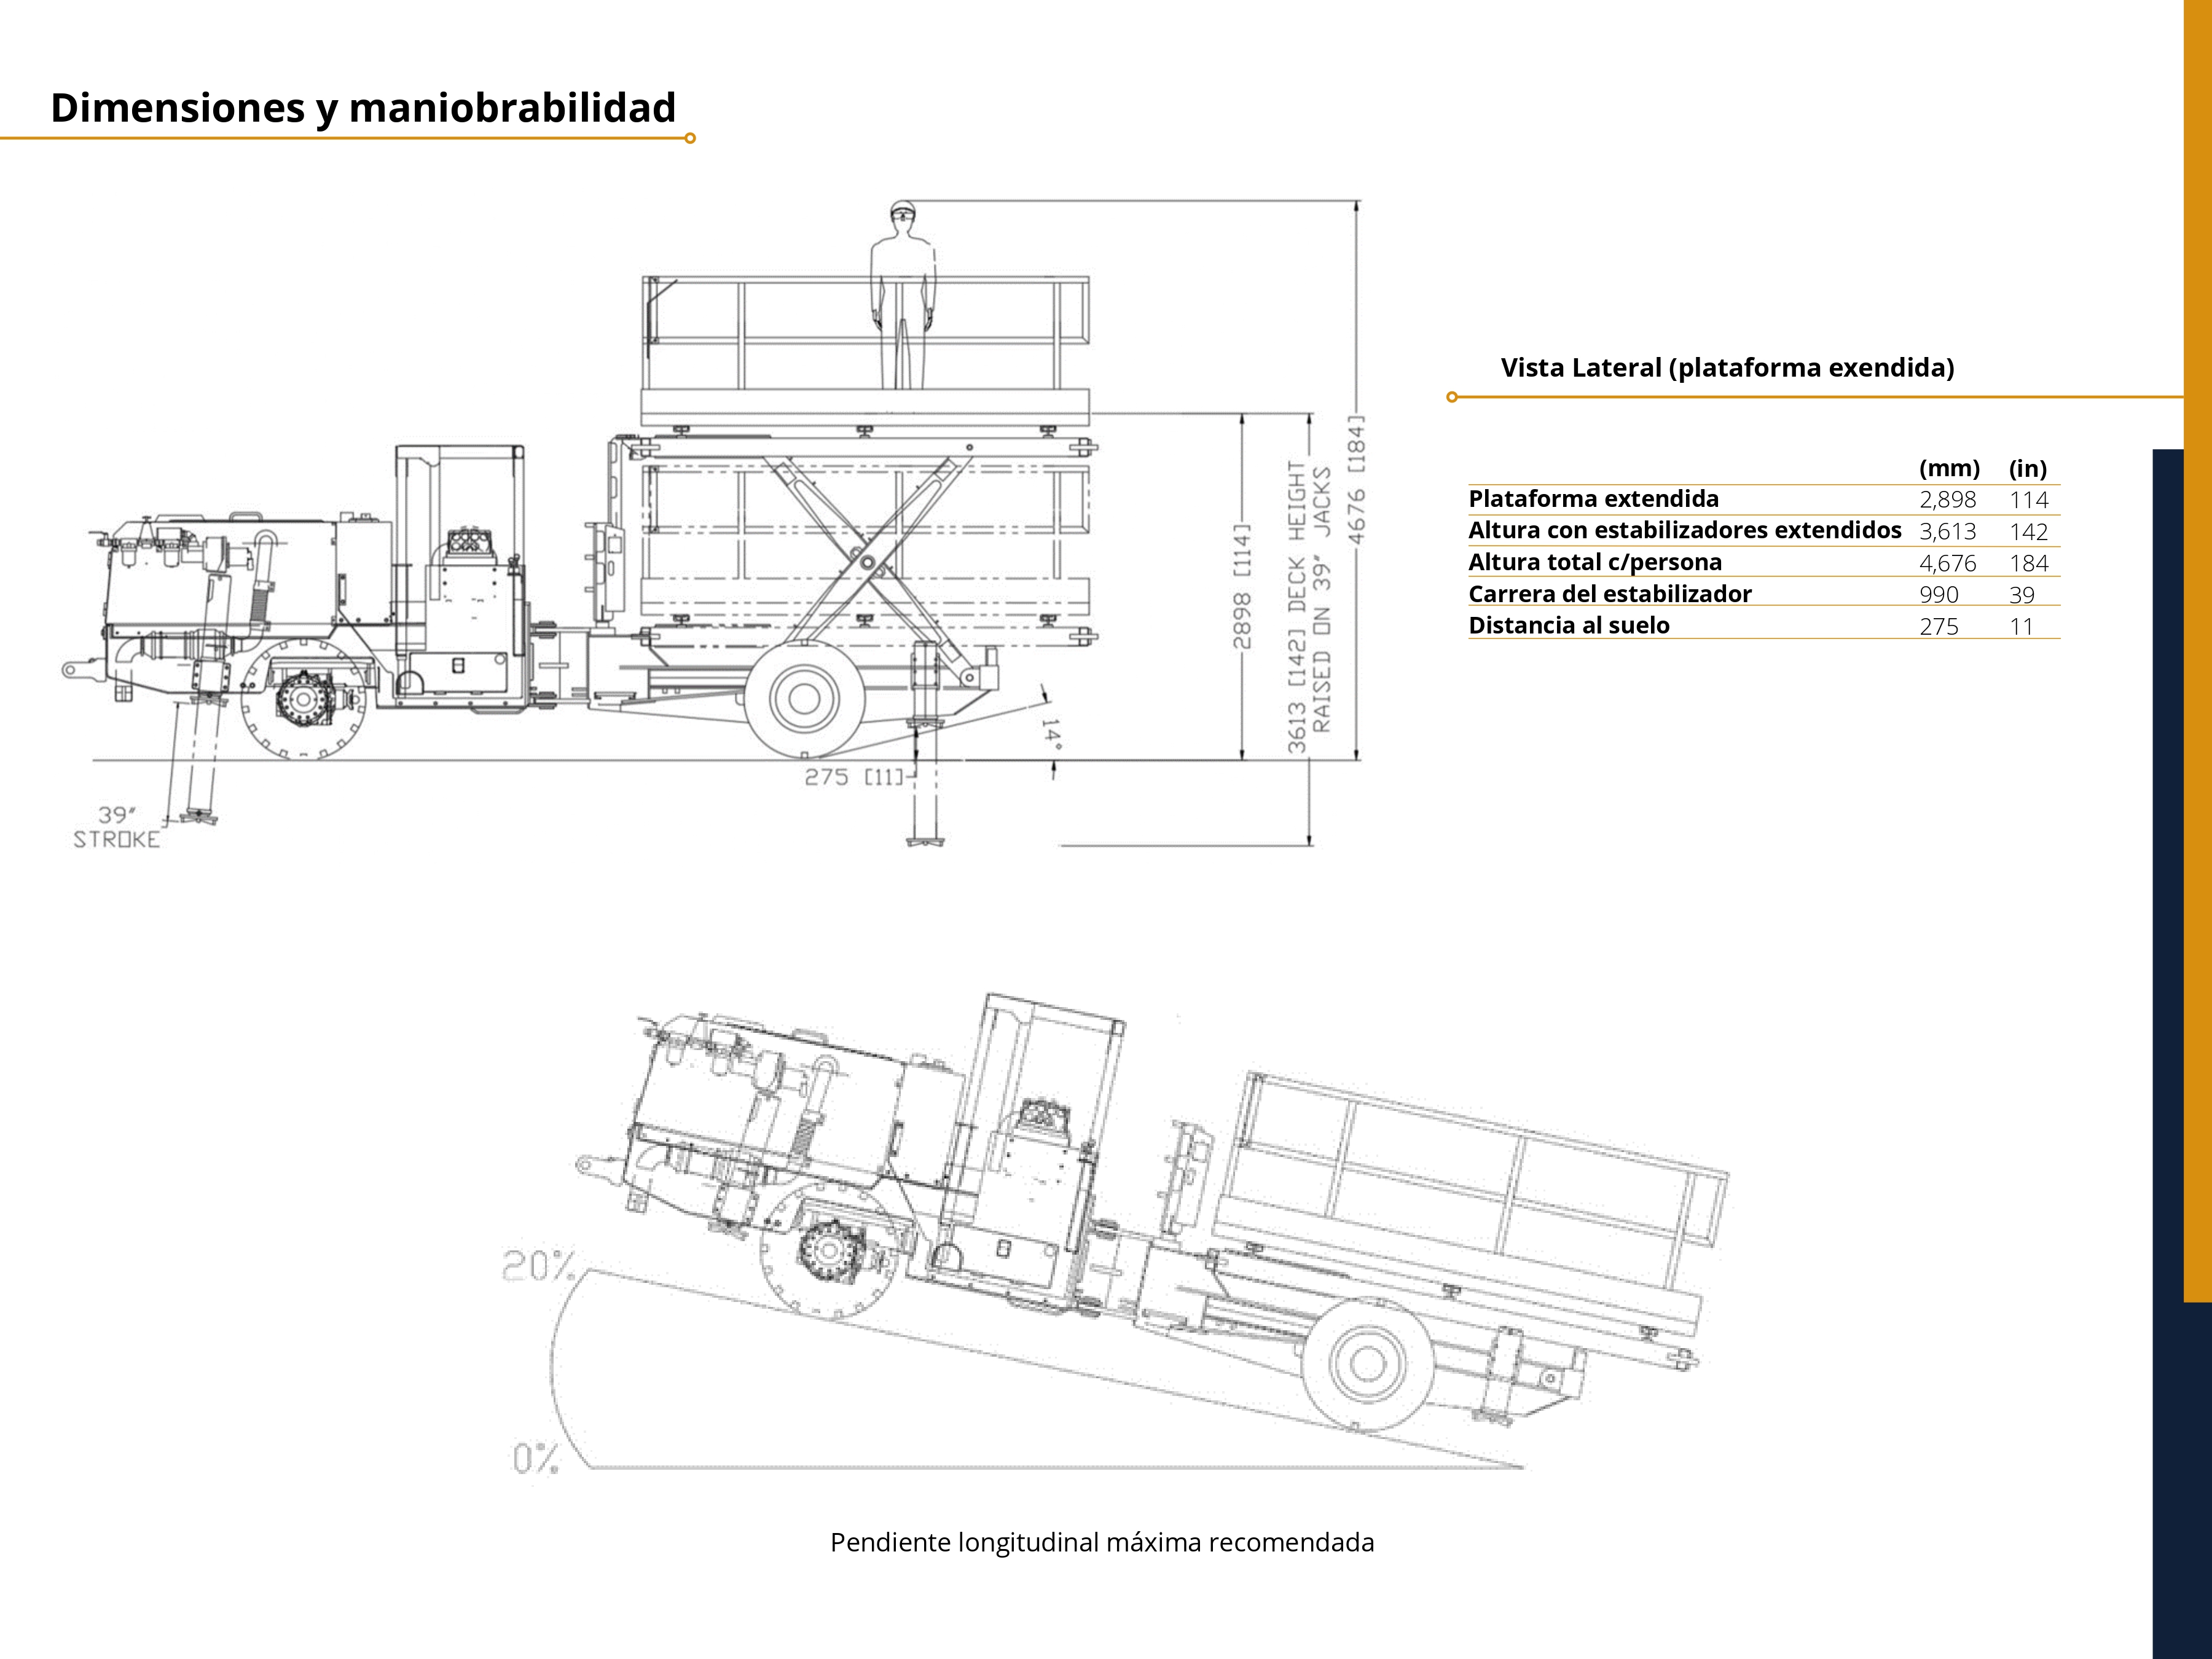 Dimensiones y maniobrabilidad
4676 [184]
3613 [142] DECK HEIGHT
RAISED ON 39" JACKS
2898 [114]
14°
275 [11]
39"
STROKE
Vista Lateral (plataforma exendida)
(mm) (in)
Plataforma extendida 2,898 114
Altura con estabilizadores extendidos 3,613 142
Altura total c/persona 4,676 184
Carrera del estabilizador 990 39
Distancia al suelo 275 11
20%
0%
Pendiente longitudinal máxima recomendada